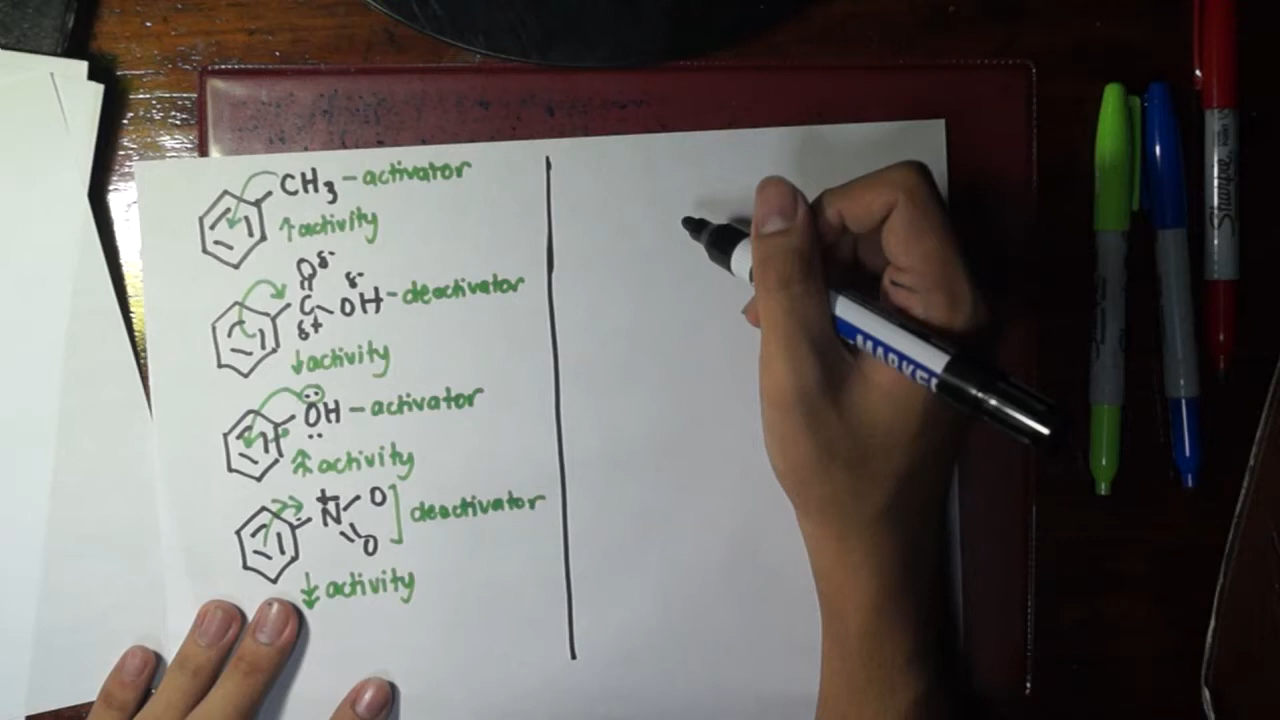 CH3 – activator
↑ activity
O δ-
δ-
C OH – deactivator
δ+
↓ activity
OH – activator
↑ activity
+
N O ] deactivator
O
↓ activity
MARKER
Sharpie